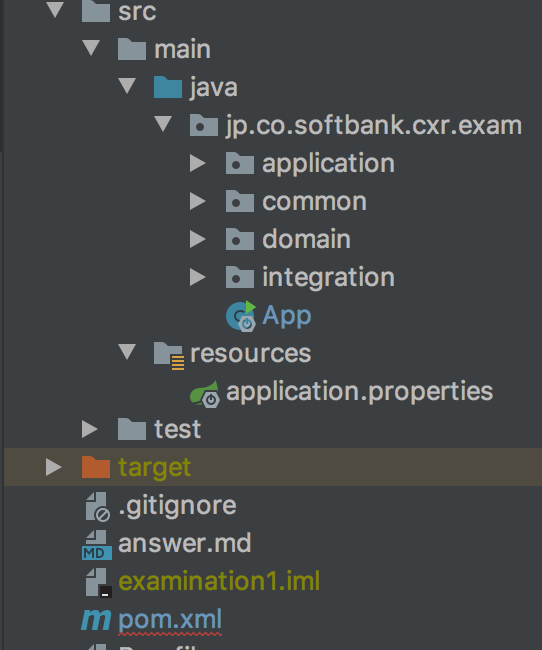 src
main
java
jp.co.softbank.cxr.exam
application
common
domain
integration
App
resources
application.properties
test
target
.gitignore
MD answer.md
examination1.iml
m pom.xml